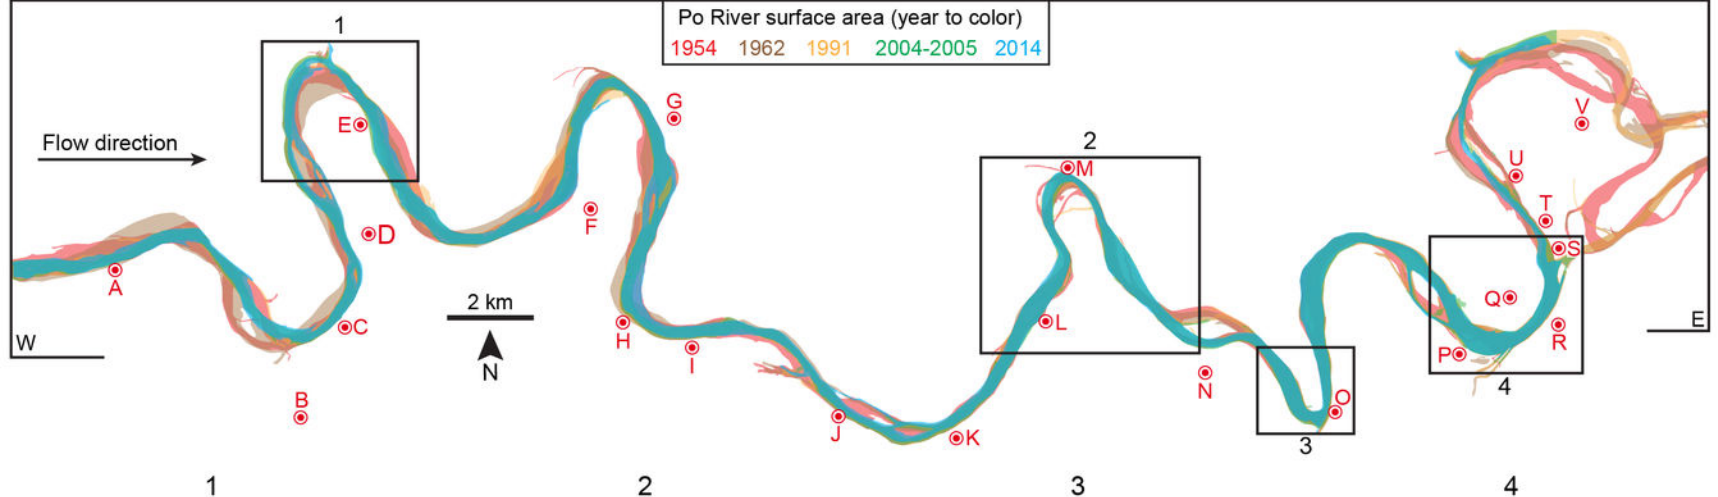 Po River surface area (year to color)
1954 1962 1991 2004-2005 2014
1
Flow direction
E
G
V
2
M
U
T
S
D
F
A
2 km
N
C
H
I
L
Q
R
P
W
E
B
J
K
N
O
3
4
1
2
3
4